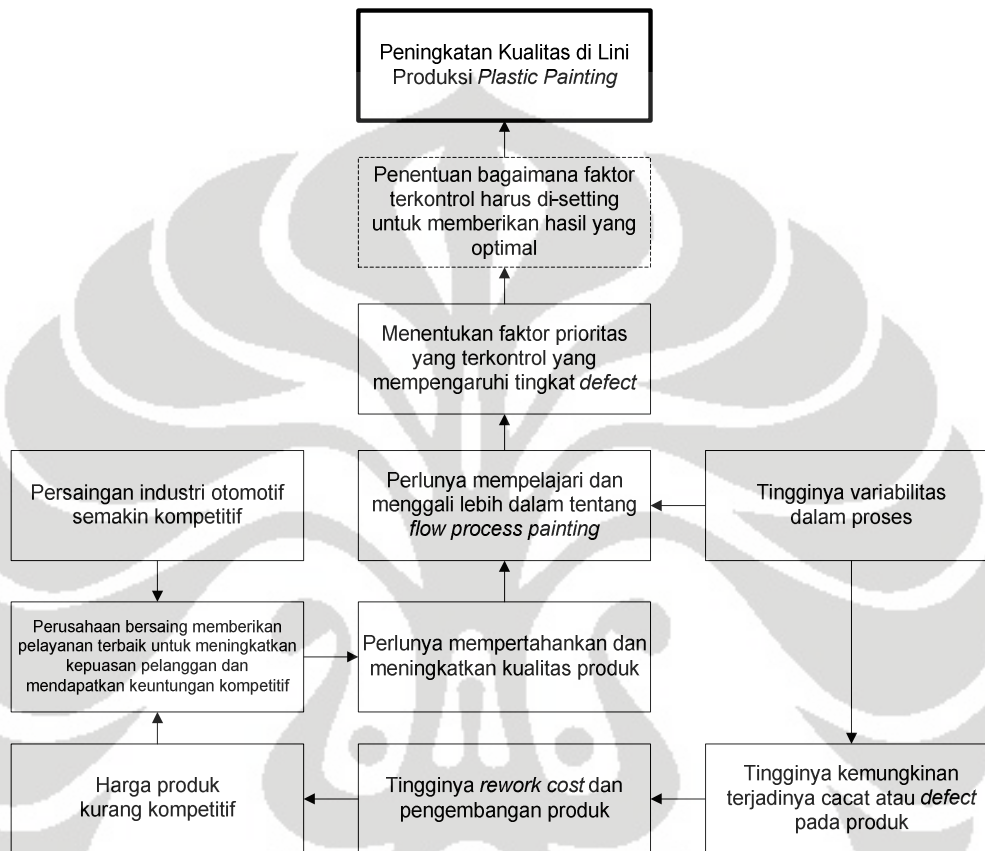 Peningkatan Kualitas di Lini
Produksi Plastic Painting
Penentuan bagaimana faktor
terkontrol harus di-setting
untuk memberikan hasil yang
optimal
Menentukan faktor prioritas
yang terkontrol yang
mempengaruhi tingkat defect
Persaingan industri otomotif
semakin kompetitif
Perlunya mempelajari dan
menggali lebih dalam tentang
flow process painting
Tingginya variabilitas
dalam proses
Perusahaan bersaing memberikan
pelayanan terbaik untuk meningkatkan
kepuasan pelanggan dan
mendapatkan keuntungan kompetitif
Perlunya mempertahankan dan
meningkatkan kualitas produk
Harga produk
kurang kompetitif
Tingginya rework cost dan
pengembangan produk
Tingginya kemungkinan
terjadinya cacat atau defect
pada produk